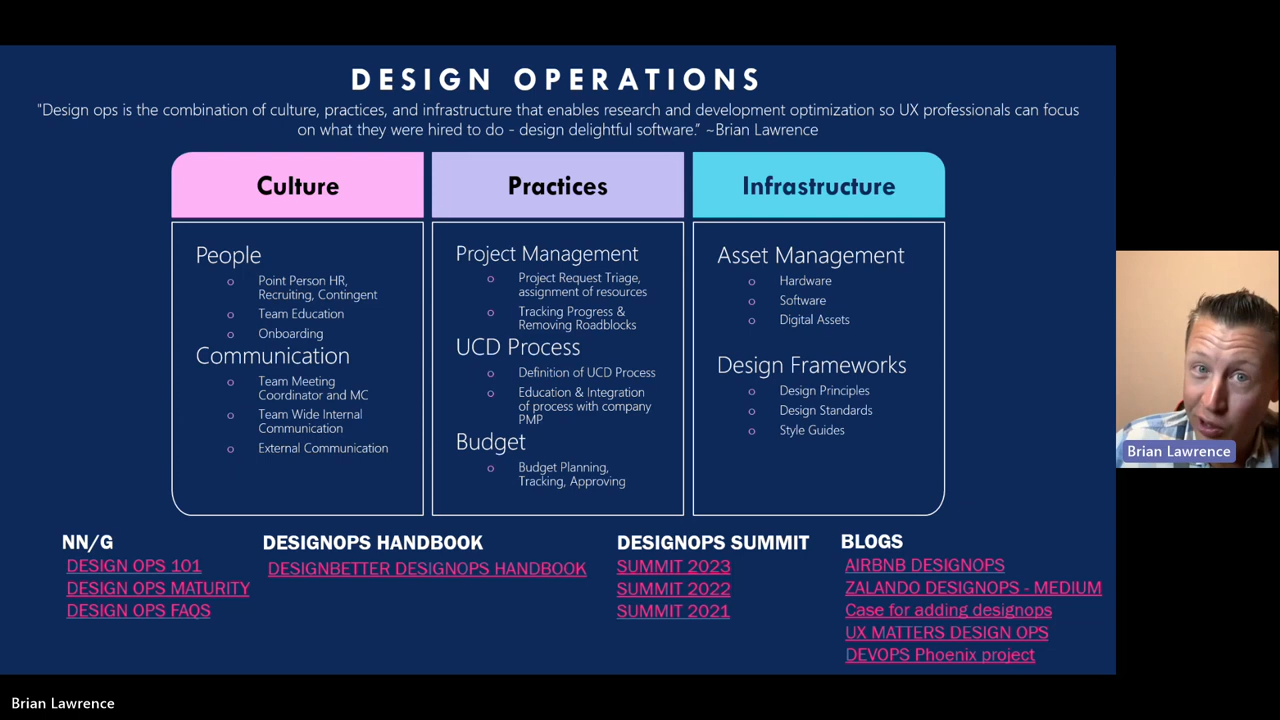 DESIGN OPERATIONS
"Design ops is the combination of culture, practices, and infrastructure that enables research and development optimization so UX professionals can focus
on what they were hired to do - design delightful software." ~Brian Lawrence
Culture
People
Point Person HR,
Recruiting, Contingent
Team Education
Onboarding
Communication
Team Meeting
Coordinator and MC
Team Wide Internal
Communication
External Communication
Practices
Project Management
Project Request Triage,
assignment of resources
Tracking Progress &
Removing Roadblocks
UCD Process
Definition of UCD Process
Education & Integration
of process with company
PMP
Budget
Budget Planning,
Tracking, Approving
Infrastructure
Asset Management
Hardware
Software
Digital Assets
Design Frameworks
Design Principles
Design Standards
Style Guides
NN/G
DESIGN OPS 101
DESIGN OPS MATURITY
DESIGN OPS FAQS
DESIGNOPS HANDBOOK
DESIGNBETTER DESIGNOPS HANDBOOK
DESIGNOPS SUMMIT
SUMMIT 2023
SUMMIT 2022
SUMMIT 2021
BLOGS
AIRBNB DESIGNOPS
ZALANDO DESIGNOPS - MEDIUM
Case for adding designops
UX MATTERS DESIGN OPS
DEVOPS Phoenix project
Brian Lawrence
Brian Lawrence